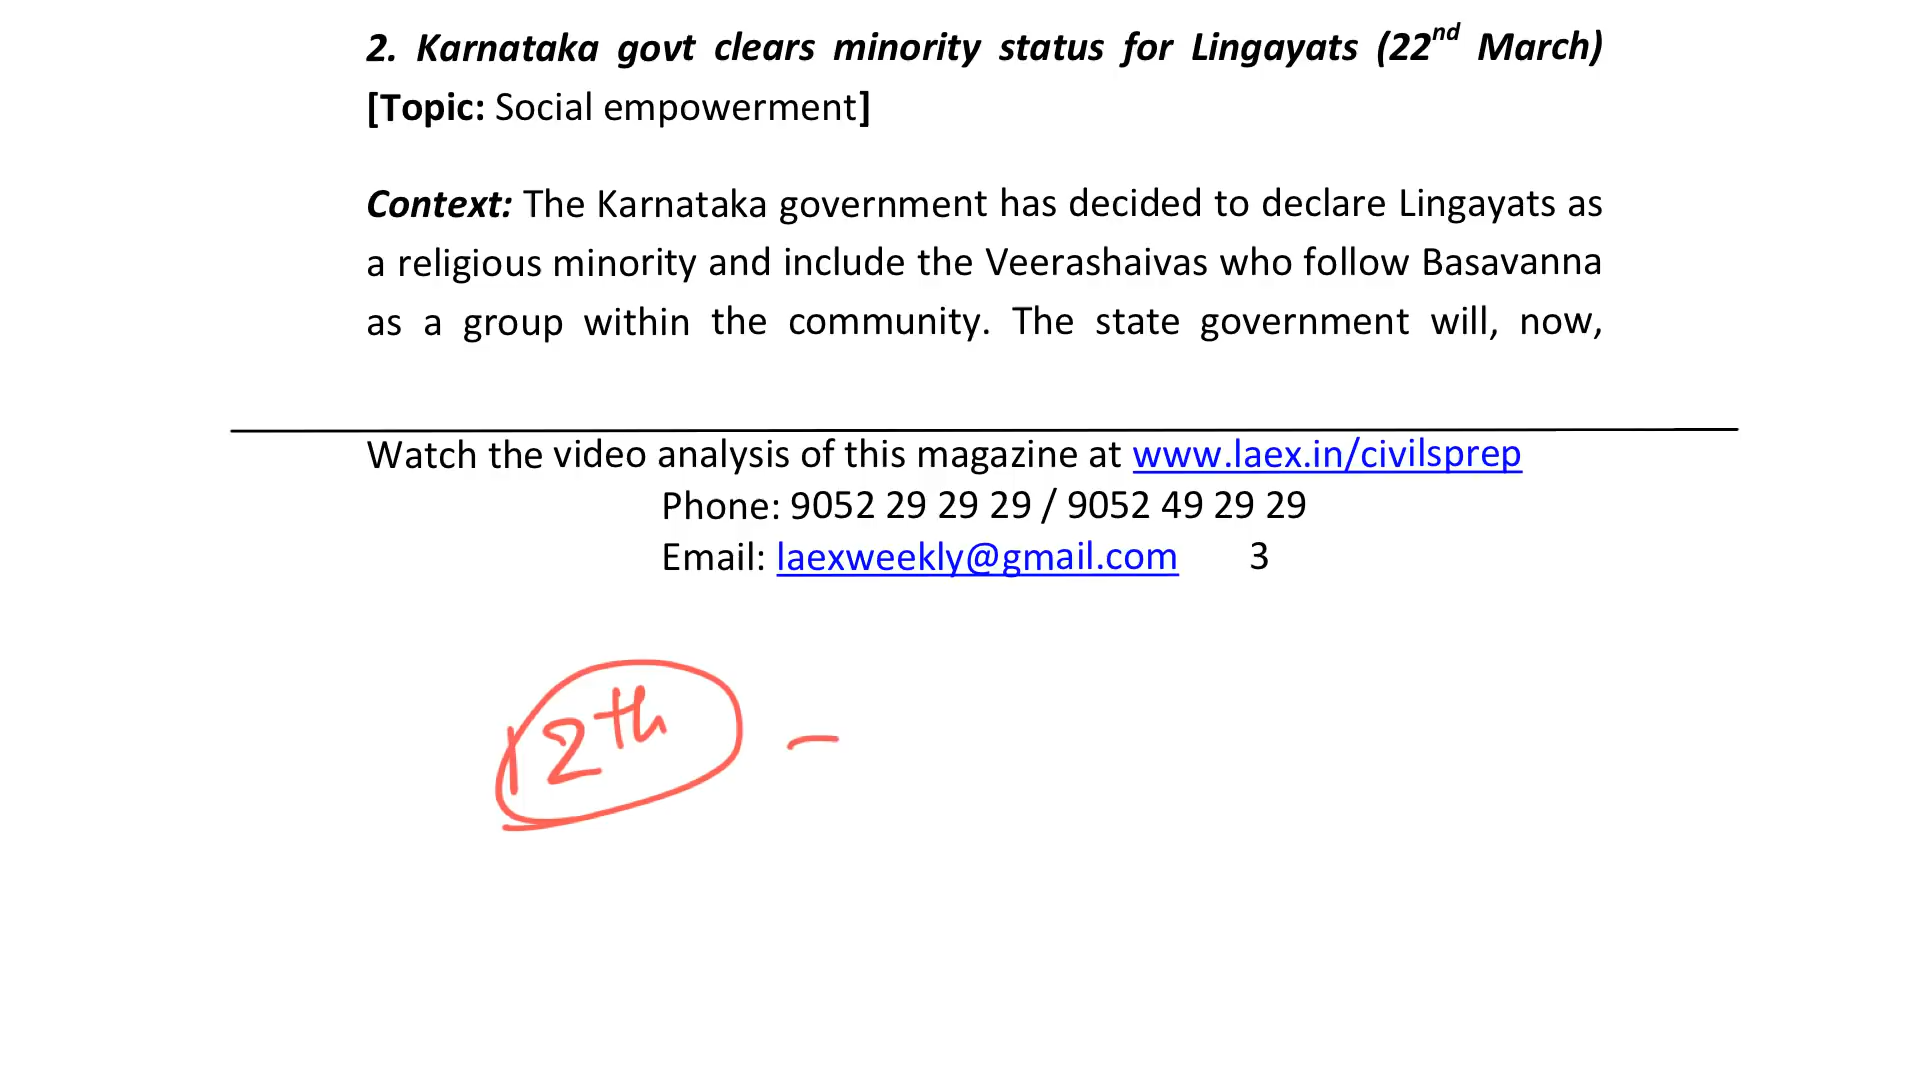 2. Karnataka govt clears minority status for Lingayats (22nd March)
[Topic: Social empowerment]
Context: The Karnataka government has decided to declare Lingayats as
a religious minority and include the Veerashaivas who follow Basavanna
as a group within the community. The state government will, now,
Watch the video analysis of this magazine at www.laex.in/civilsprep
Phone: 9052 29 29 29 / 9052 49 29 29
Email: laexweekly@gmail.com 3
12th -